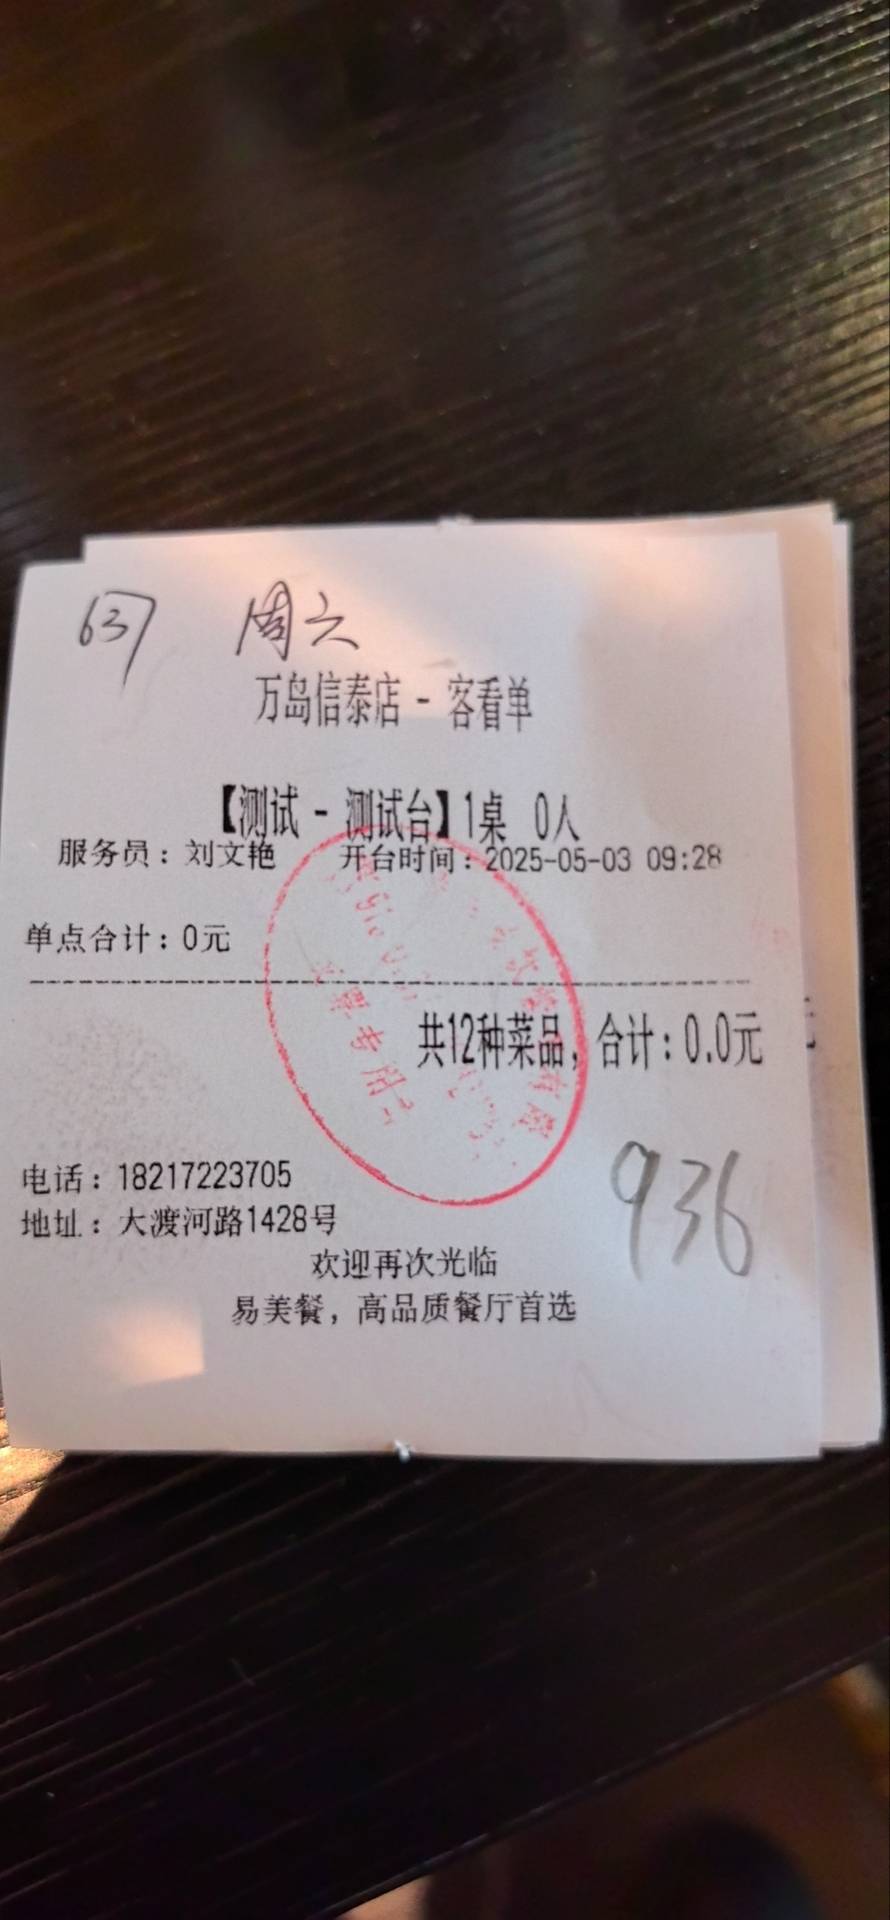 637 周六
万岛信泰店 - 客看单
【测试 - 测试台】1桌 0人
服务员：刘文艳 开台时间：2025-05-03 09:28
单点合计：0元
共12种菜品，合计：0.0元
936
电话：18217223705
地址：大渡河路1428号
欢迎再次光临
易美餐，高品质餐厅首选